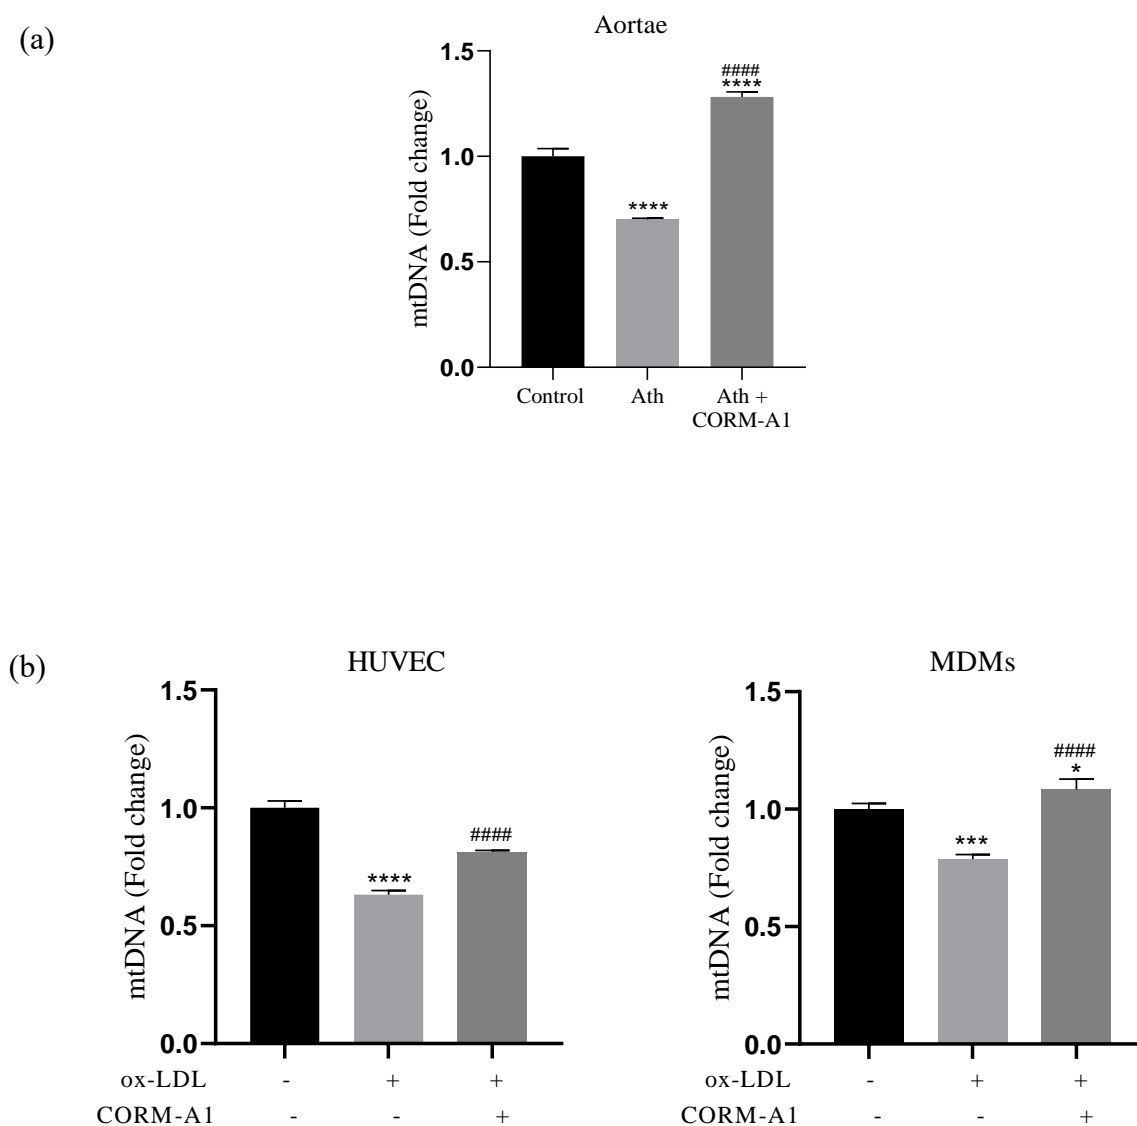 (a)
Aortae
mtDNA (Fold change)
1.5
1.0
0.5
0.0
****
####
****
Control Ath Ath +
CORM-A1
(b)
HUVEC
mtDNA (Fold change)
1.5
1.0
0.5
0.0
****
####
ox-LDL - + +
CORM-A1 - - +
MDMs
mtDNA (Fold change)
1.5
1.0
0.5
0.0
***
####
*
ox-LDL - + +
CORM-A1 - - +